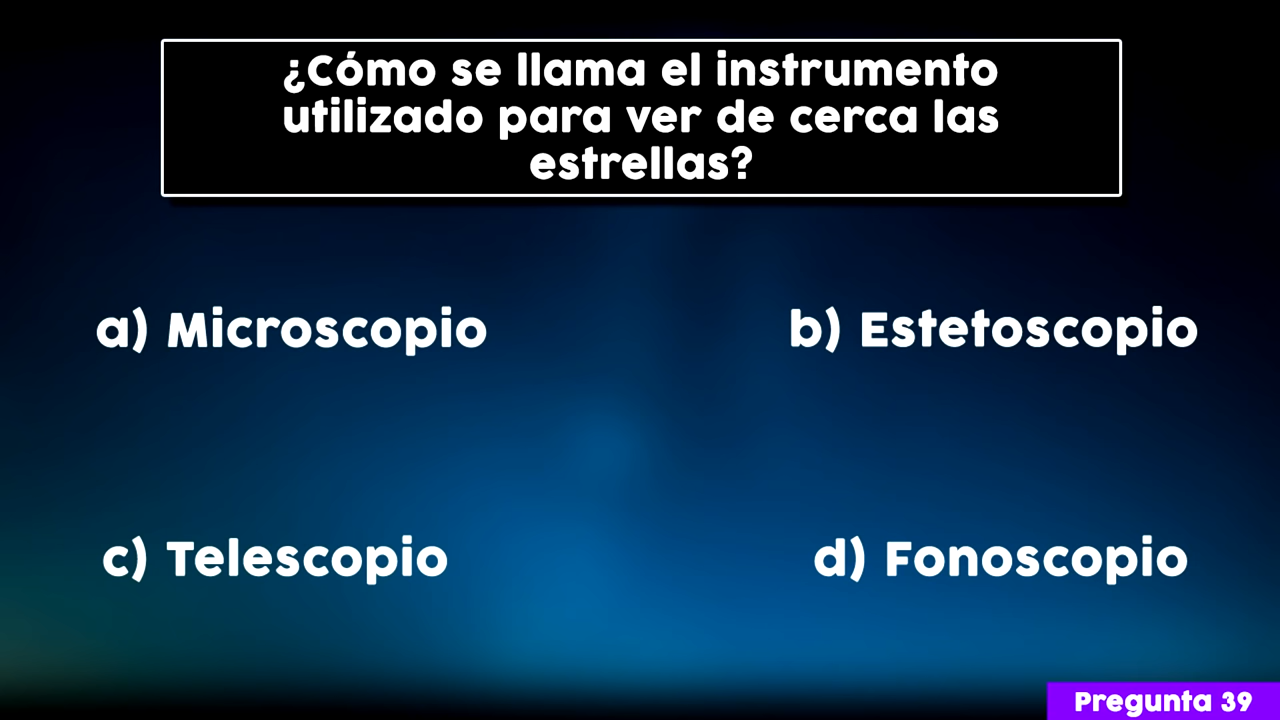 ¿Cómo se llama el instrumento
utilizado para ver de cerca las
estrellas?
a) Microscopio
b) Estetoscopio
c) Telescopio
d) Fonoscopio
Pregunta 39